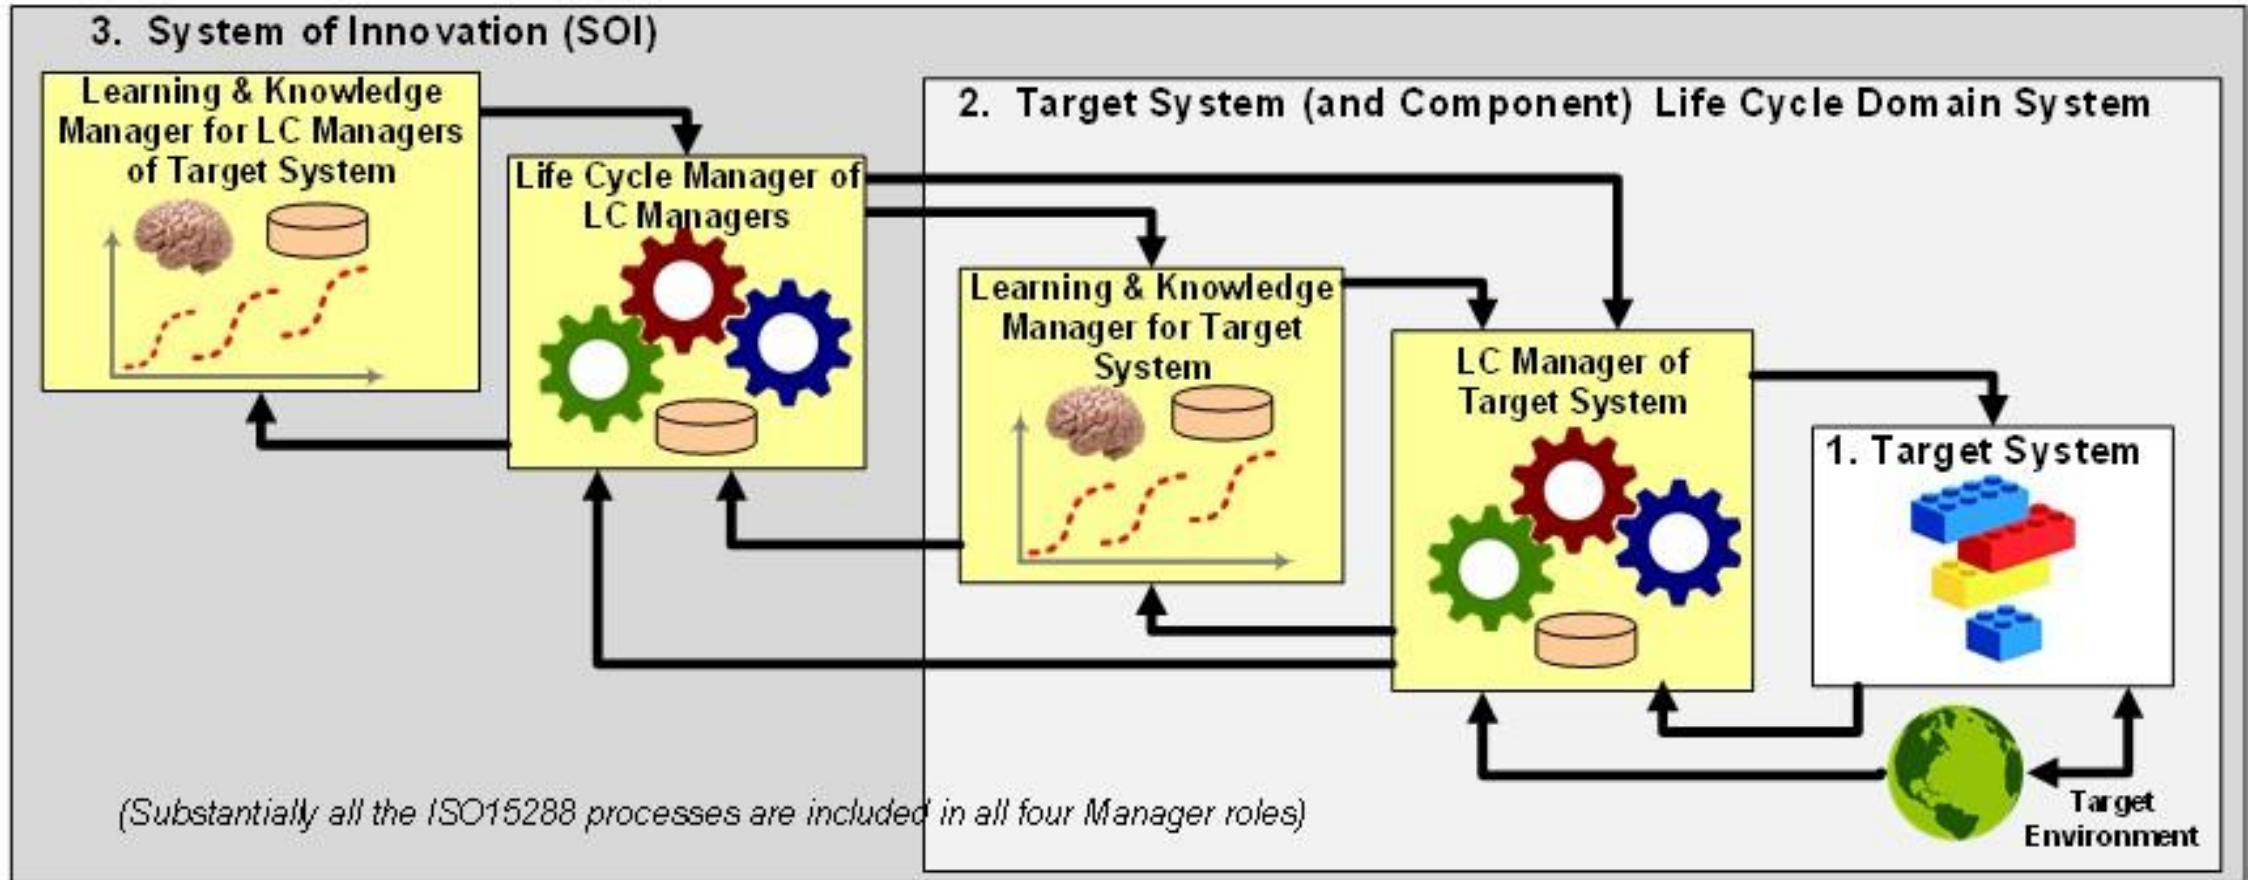 3. System of Innovation (SOI)
Learning & Knowledge
Manager for LC Managers
of Target System
2. Target System (and Component) Life Cycle Domain System
Life Cycle Manager of
LC Managers
Learning & Knowledge
Manager for Target
System
LC Manager of
Target System
1. Target System
(Substantially all the ISO15288 processes are included in all four Manager roles)
Target
Environment